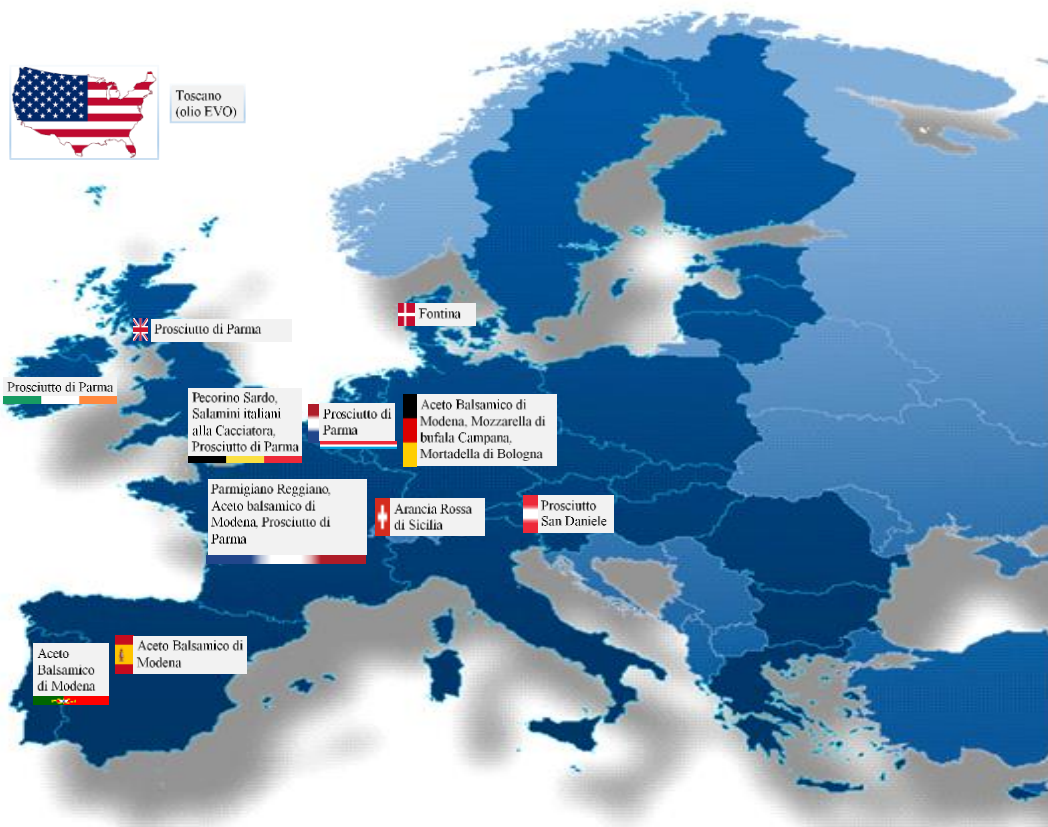 Toscano
(olio EVO)
Fontina
Prosciutto di Parma
Prosciutto di Parma
Pecorino Sardo,
Salamini italiani
alla Cacciatora,
Prosciutto di Parma
Prosciutto di
Parma
Aceto Balsamico di
Modena, Mozzarella di
bufala Campana,
Mortadella di Bologna
Parmigiano Reggiano,
Aceto balsamico di
Modena, Prosciutto di
Parma
Arancia Rossa
di Sicilia
Prosciutto
San Daniele
Aceto
Balsamico
di Modena
Aceto Balsamico di
Modena